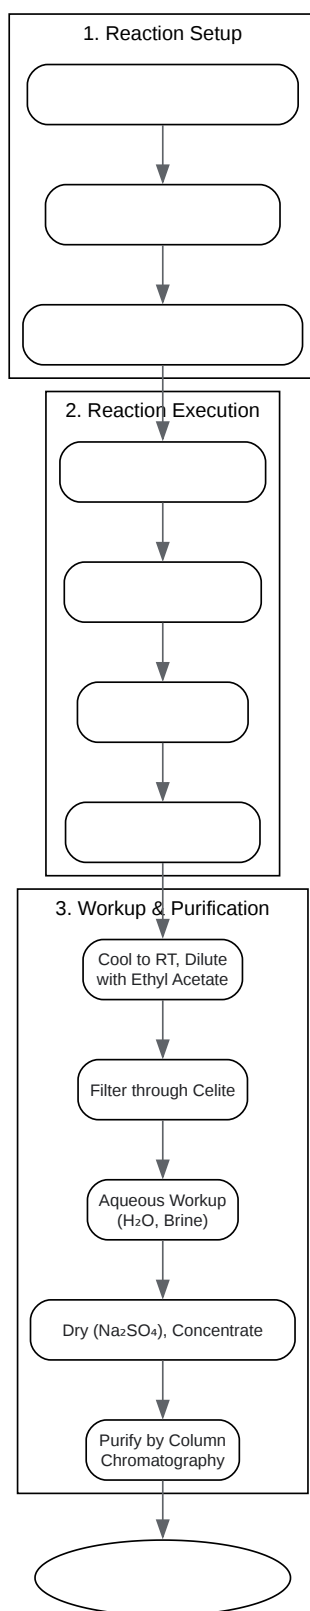 1. Reaction Setup
2. Reaction Execution
3. Workup & Purification
Cool to RT, Dilute
with Ethyl Acetate
Filter through Celite
Aqueous Workup
(H₂O, Brine)
Dry (Na₂SO₄), Concentrate
Purify by Column
Chromatography